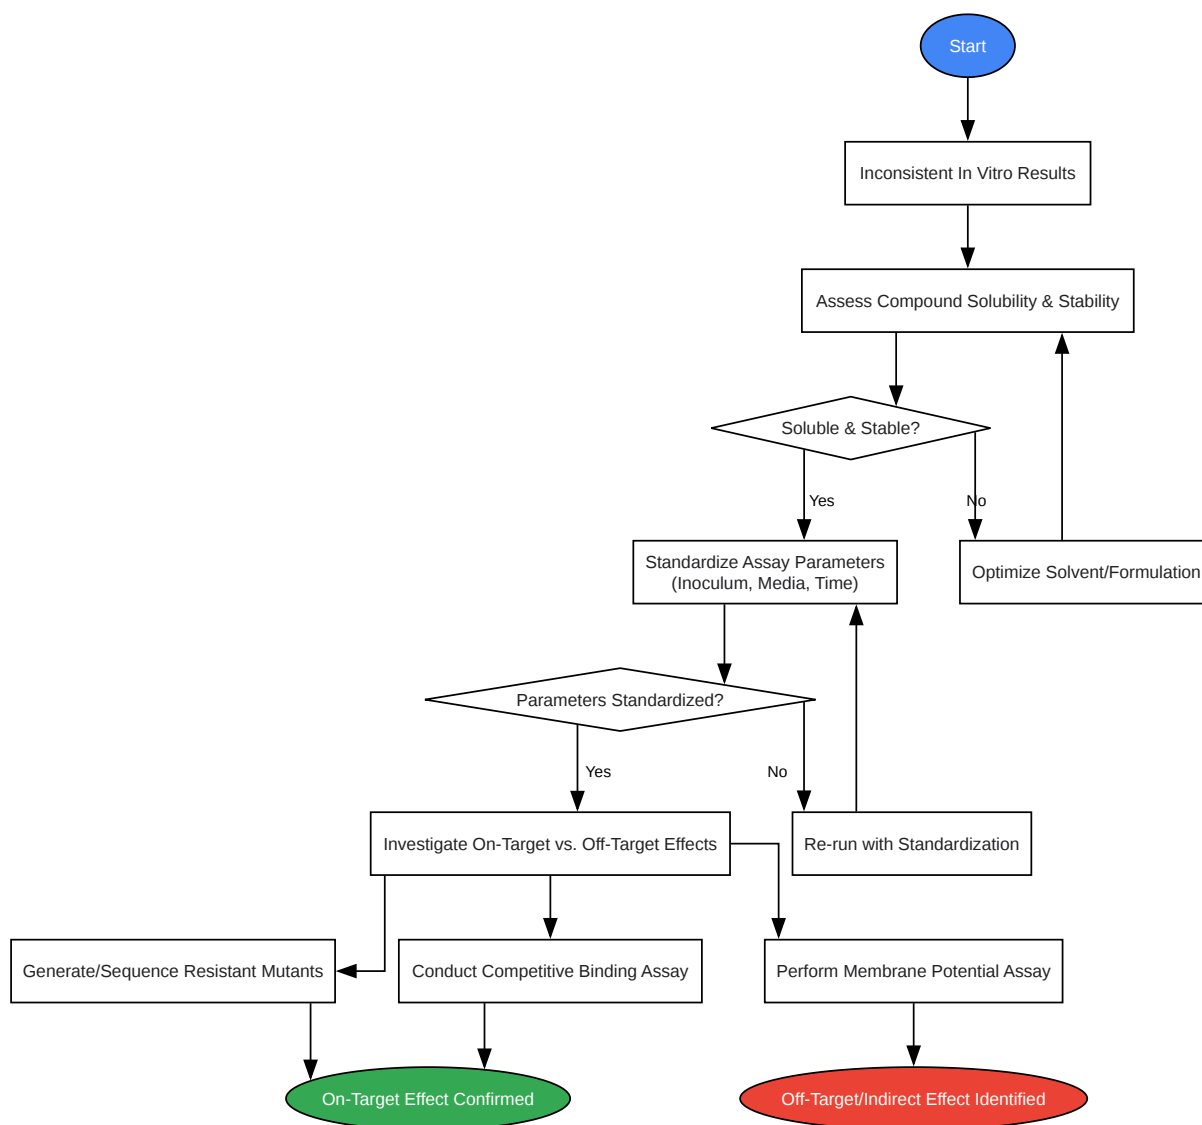 Start
Inconsistent In Vitro Results
Assess Compound Solubility & Stability
Soluble & Stable?
Yes
No
Standardize Assay Parameters
(Inoculum, Media, Time)
Optimize Solvent/Formulation
Parameters Standardized?
Yes
No
Investigate On-Target vs. Off-Target Effects
Re-run with Standardization
Generate/Sequence Resistant Mutants
Conduct Competitive Binding Assay
Perform Membrane Potential Assay
On-Target Effect Confirmed
Off-Target/Indirect Effect Identified